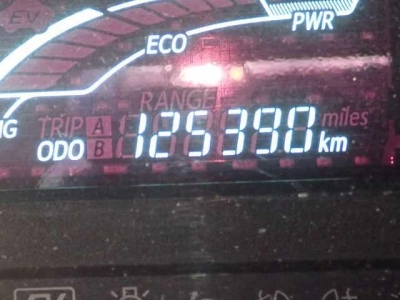 EV
PWR
ECO
RANGE
TRIP A miles
ODO B 125390 km